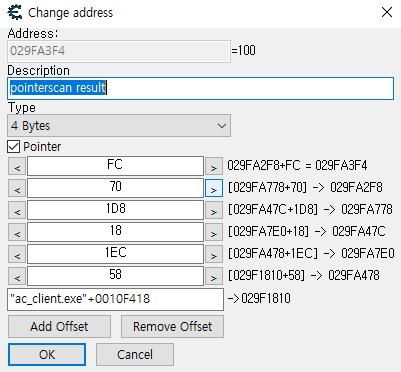 Change address
Address:
029FA3F4 =100
Description
pointerscan result
Type
4 Bytes
Pointer
< FC > 029FA2F8+FC = 029FA3F4
< 70 > [029FA778+70] -> 029FA2F8
< 1D8 > [029FA47C+1D8] -> 029FA778
< 18 > [029FA7E0+18] -> 029FA47C
< 1EC > [029FA478+1EC] -> 029FA7E0
< 58 > [029F1810+58] -> 029FA478
"ac_client.exe"+0010F418 ->029F1810
Add Offset Remove Offset
OK Cancel